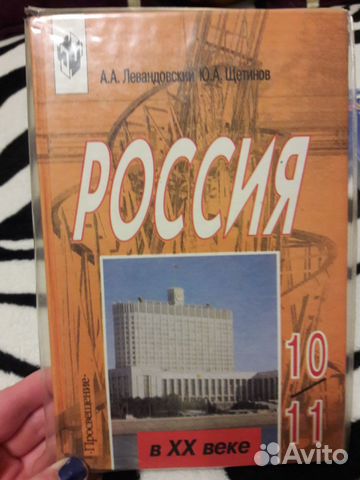 А.А. Левандовский Ю.А. Щетинов
РОССИЯ
10/11
·Просвещение·
в XX веке
Avito